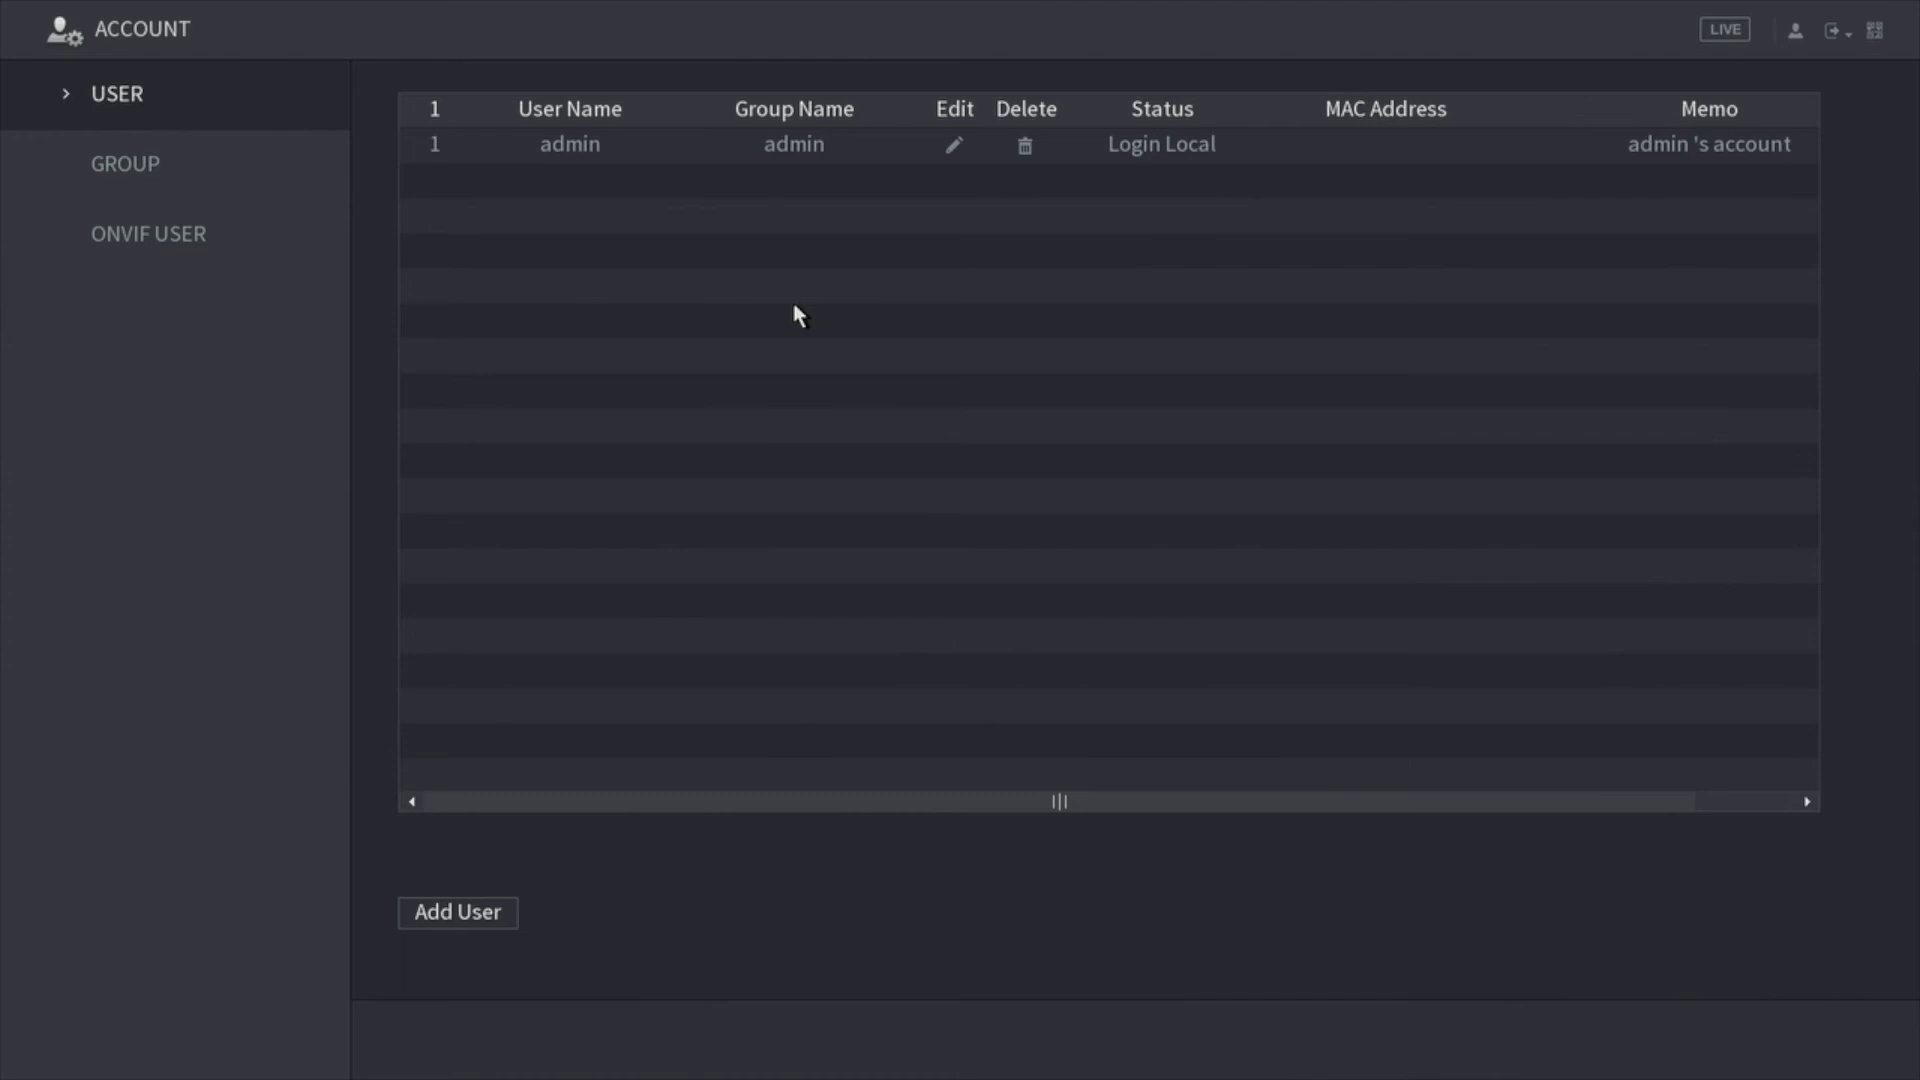 ACCOUNT
LIVE
USER
GROUP
ONVIF USER
1 User Name Group Name Edit Delete Status MAC Address Memo
1 admin admin Login Local admin 's account
Add User